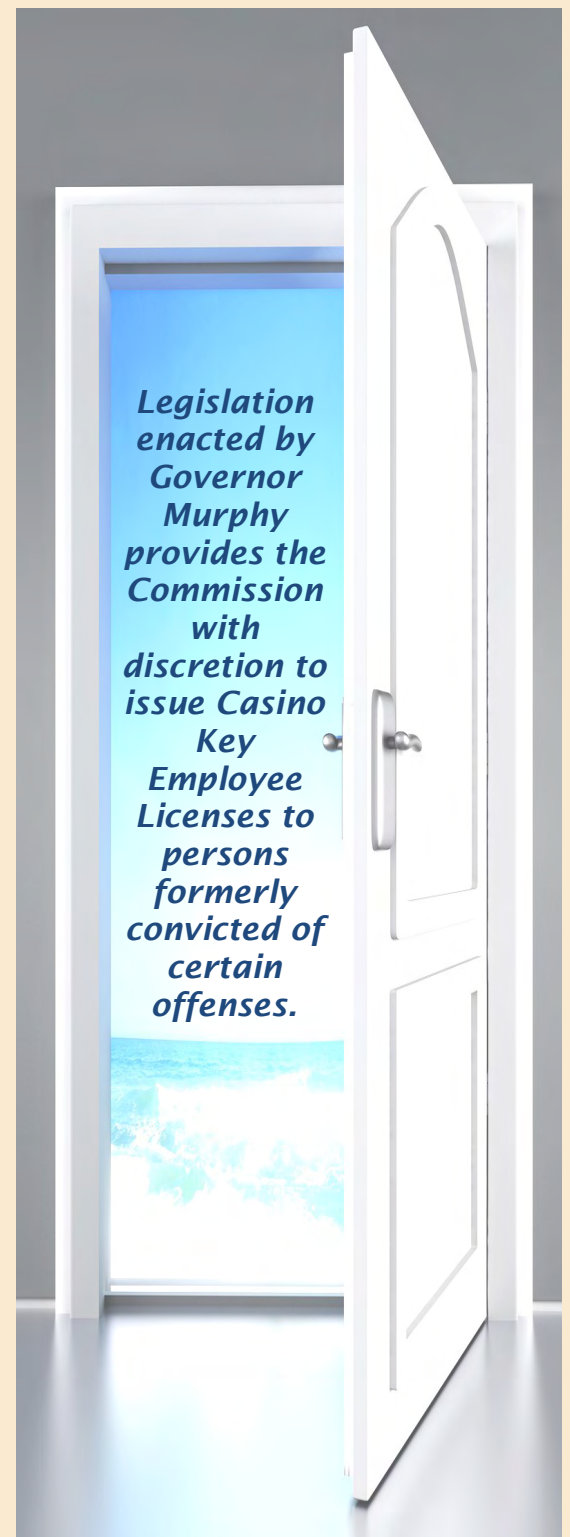 Legislation
enacted by
Governor
Murphy
provides the
Commission
with
discretion to
issue Casino
Key
Employee
Licenses to
persons
formerly
convicted of
certain
offenses.